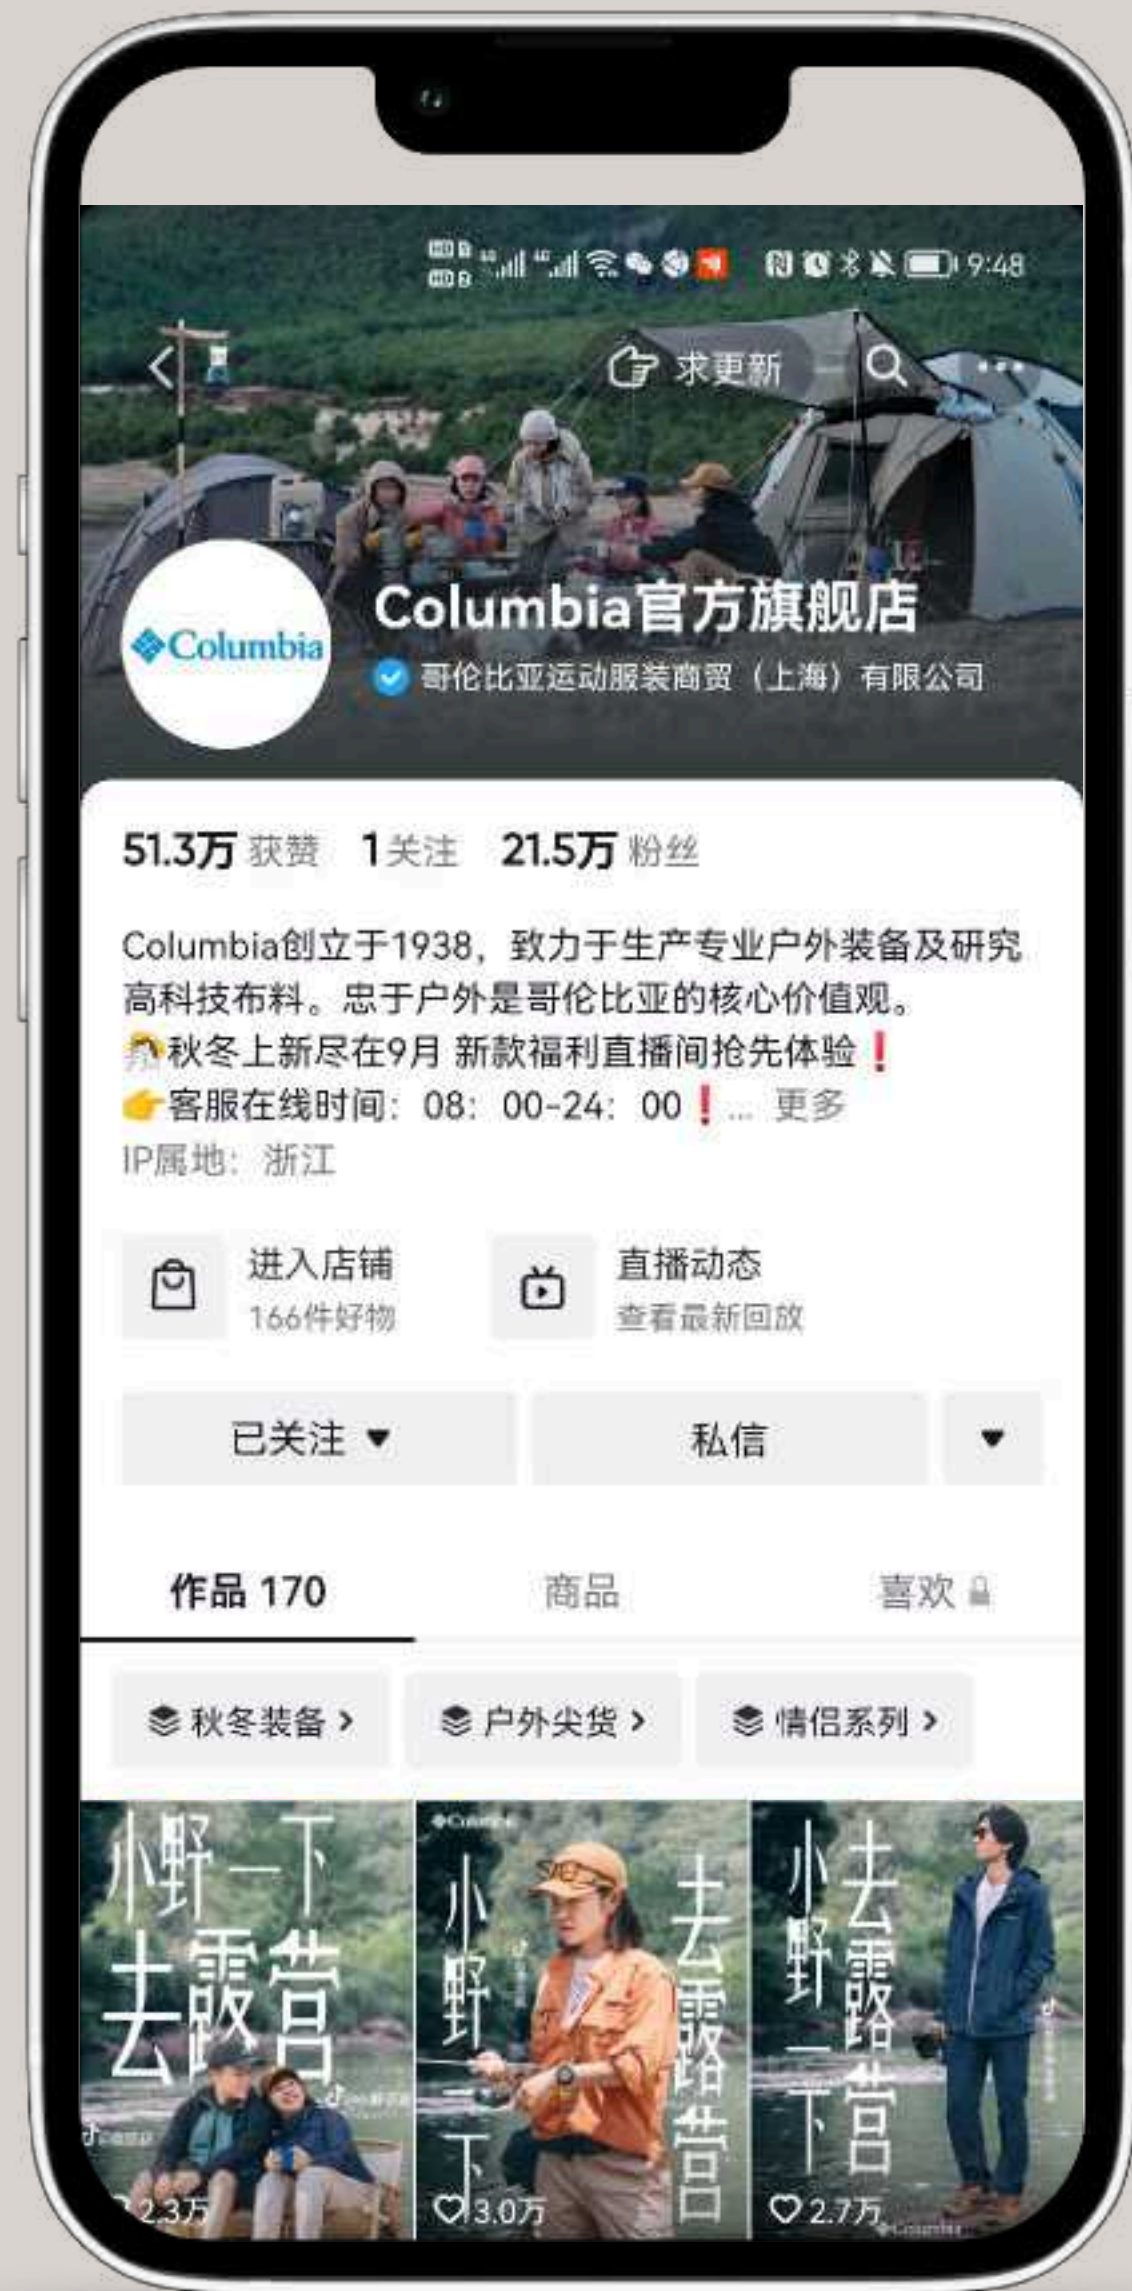 HD 1
HD 2
4G 4G 9:48
求更新
Columbia
Columbia官方旗舰店
哥伦比亚运动服装商贸（上海）有限公司
51.3万 获赞 1 关注 21.5万 粉丝
Columbia创立于1938，致力于生产专业户外装备及研究
高科技布料。忠于户外是哥伦比亚的核心价值观。
秋冬上新尽在9月 新款福利直播间抢先体验❗
👉客服在线时间：08：00-24：00❗... 更多
IP属地：浙江
进入店铺
166件好物
直播动态
查看最新回放
已关注
私信
作品 170
商品
喜欢
秋冬装备
户外尖货
情侣系列
小野一下
去露营
2.3万
Columbia
小野一下
去露营
3.0万
小野一下
去露营
2.7万
Columbia